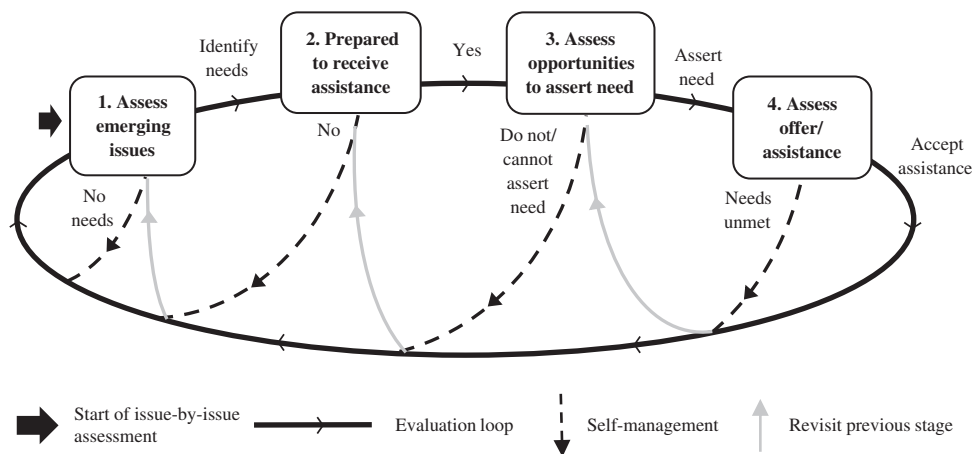 1. Assess
emerging
issues
Identify
needs
2. Prepared
to receive
assistance
Yes
3. Assess
opportunities
to assert need
Assert
need
4. Assess
offer/
assistance
Accept
assistance
No
needs
No
Do not/
cannot
assert
need
Needs
unmet
Start of issue-by-issue
assessment
Evaluation loop
Self-management
Revisit previous stage